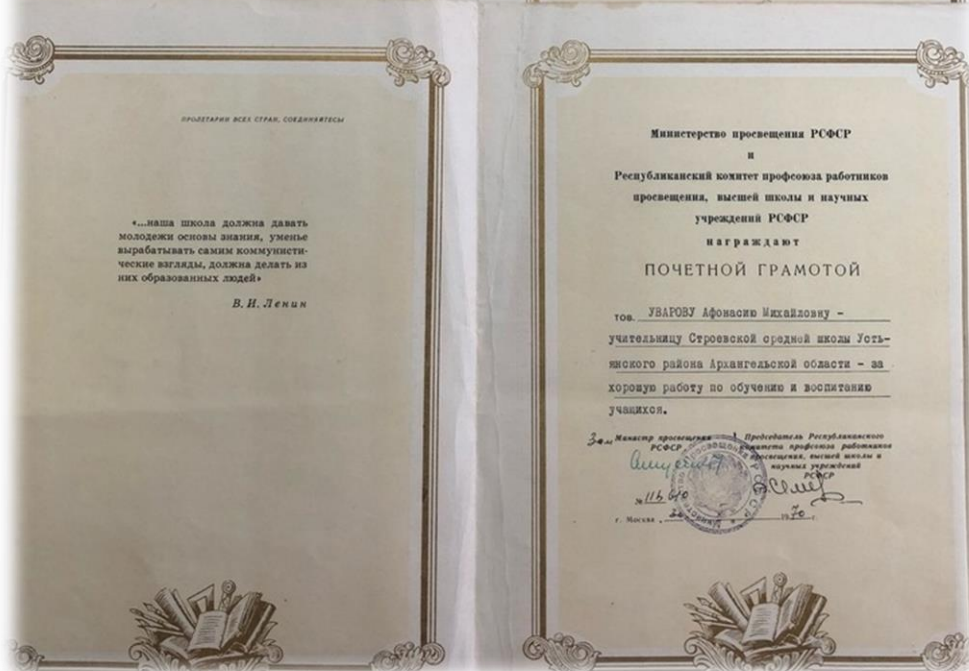 ПРОЛЕТАРИИ ВСЕХ СТРАН, СОЕДИНЯЙТЕСЬ!
«...наша школа должна давать
молодежи основы знания, уменье
вырабатывать самим коммунисти-
ческие взгляды, должна делать из
них образованных людей»
В. И. Ленин
Министерство просвещения РСФСР
и
Республиканский комитет профсоюза работников
просвещения, высшей школы и научных
учреждений РСФСР
награждают
ПОЧЕТНОЙ ГРАМОТОЙ
тов. УВАРОВУ Афонасию Михайловну -
учительницу Строевской средней школы Усть-
янского района Архангельской области - за
хорошую работу по обучению и воспитанию
учащихся.
Зам Министр просвещения
РСФСР
Председатель Республиканского
комитета профсоюза работников
просвещения, высшей школы и
научных учреждений
РСФСР
№
г. Москва 1970 г.